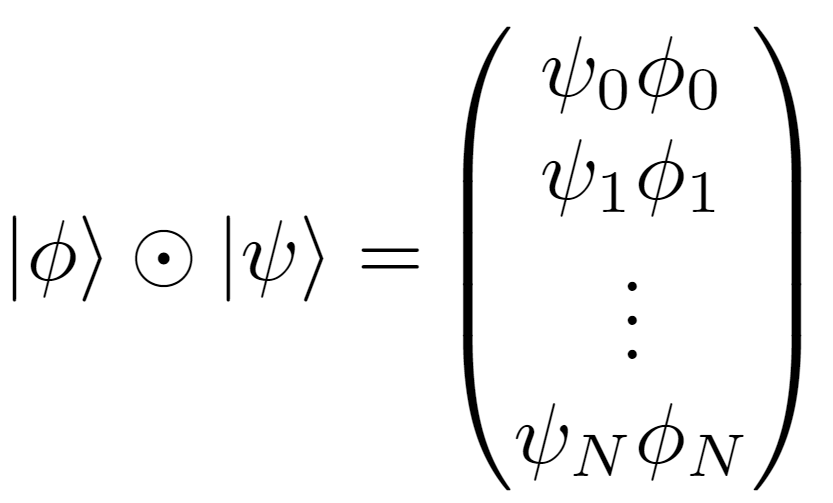 |ϕ⟩ ⊙ |ψ⟩ =
ψ₀ϕ₀
ψ₁ϕ₁
⋮
ψ_Nϕ_N